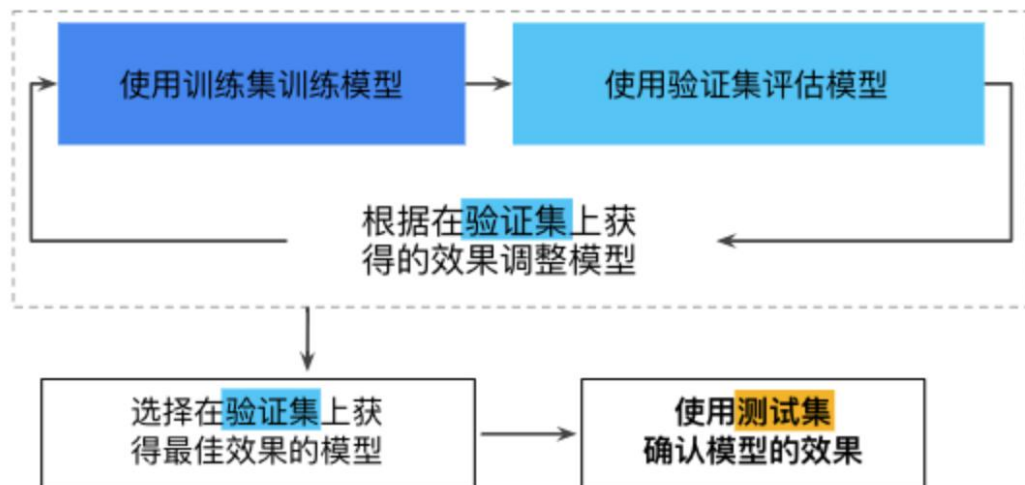 使用训练集训练模型
使用验证集评估模型
根据在验证集上获
得的效果调整模型
选择在验证集上获
得最佳效果的模型
使用测试集
确认模型的效果